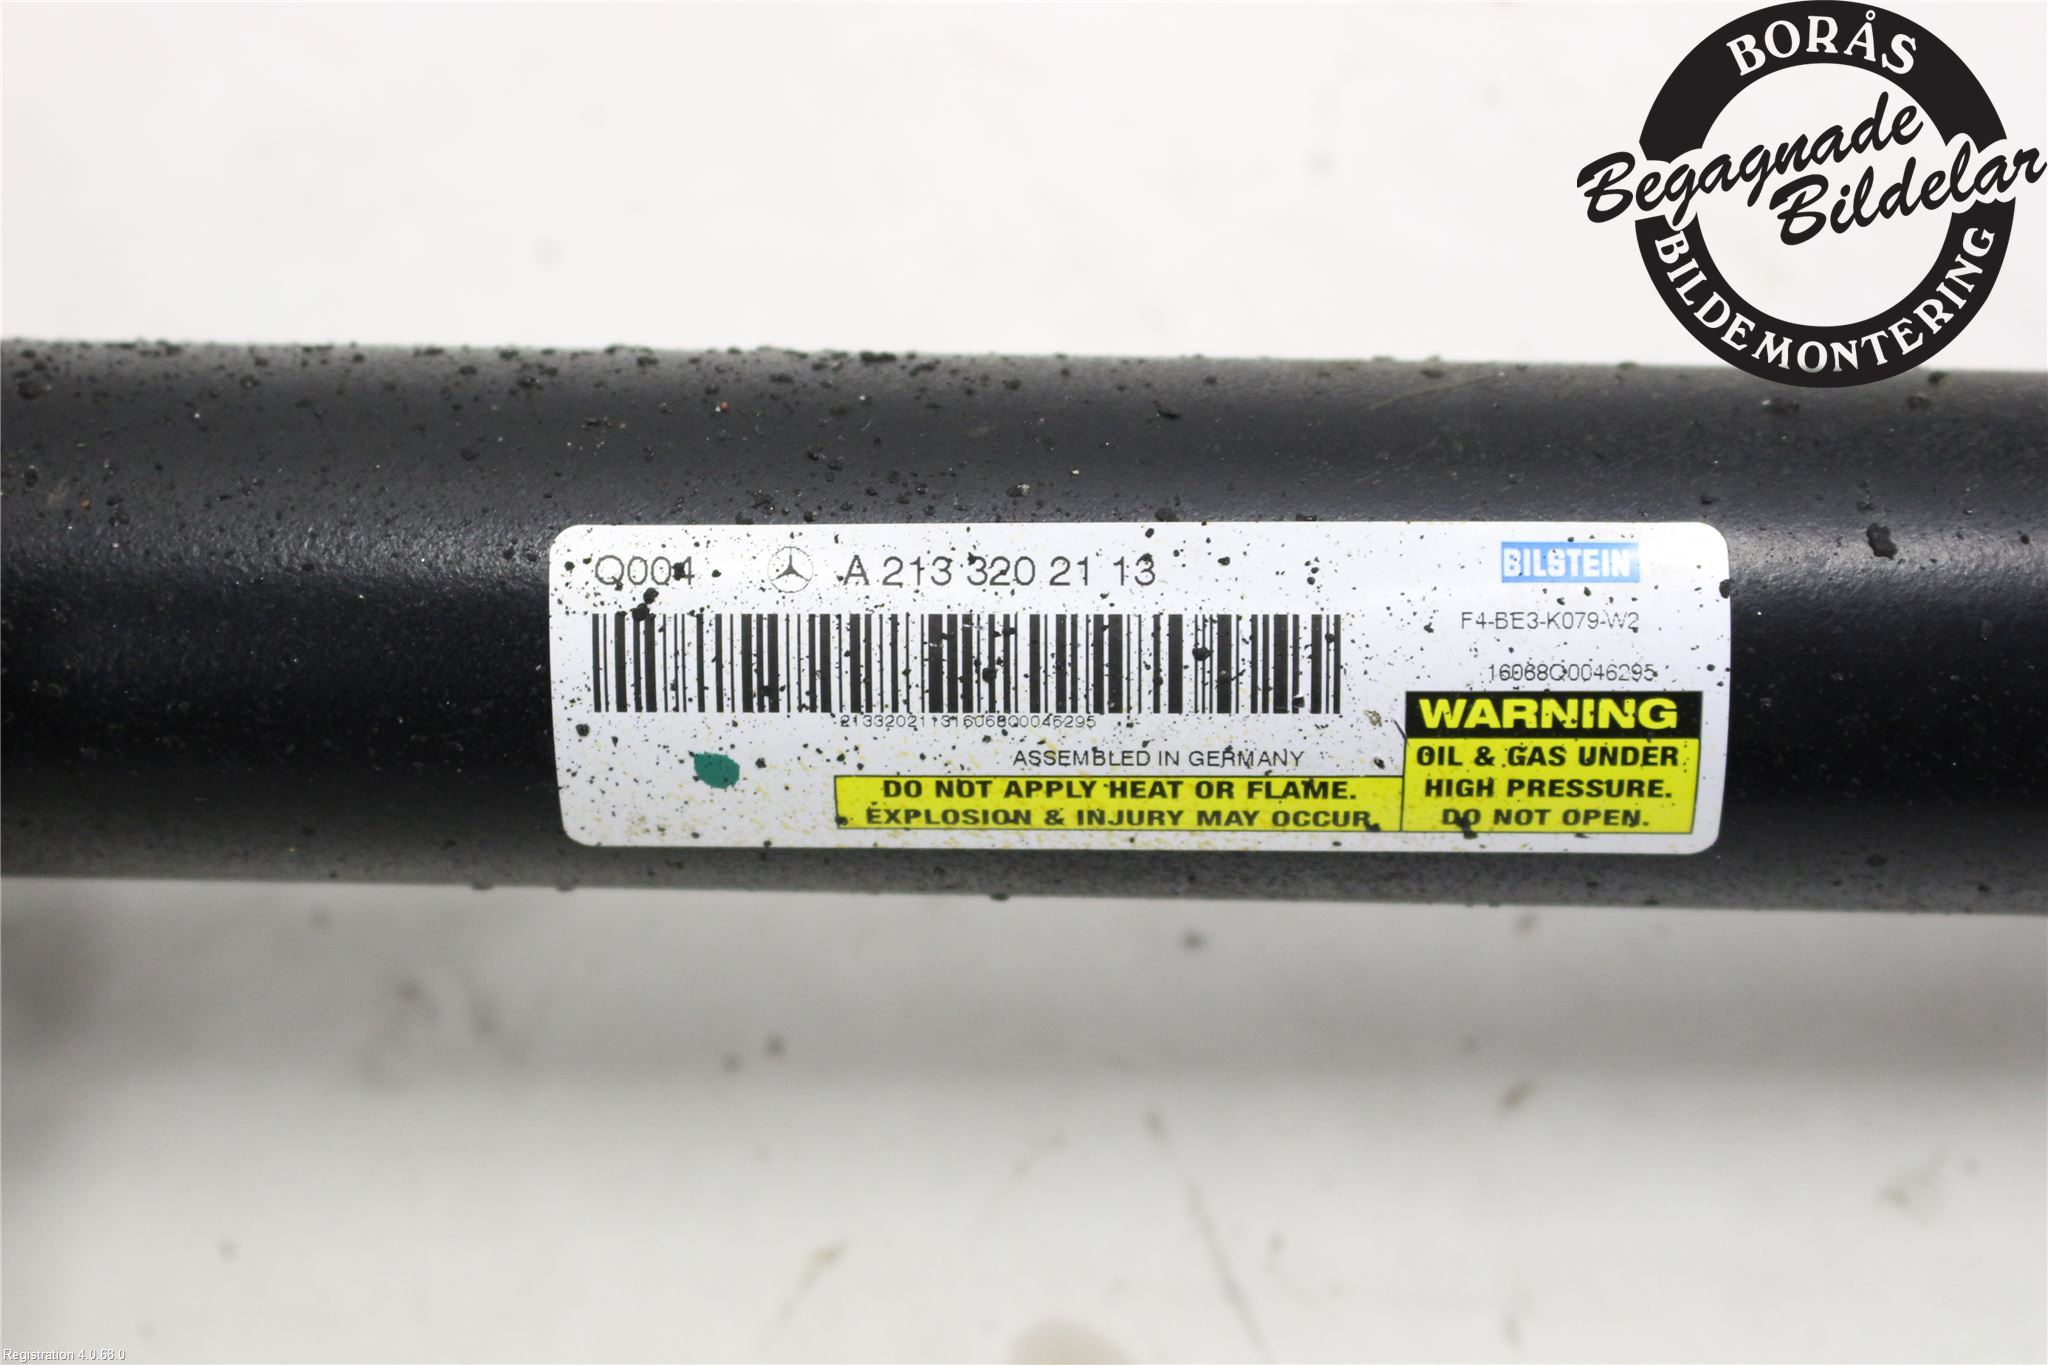 BORÅS
Begagnade
Bildelar
BILDEMONTERING
Q004 A 213 320 21 13
BILSTEIN
F4-BE3-K079-W2
16068Q0046295
213320211316068Q0046295
WARNING
ASSEMBLED IN GERMANY
OIL & GAS UNDER
HIGH PRESSURE.
DO NOT OPEN.
DO NOT APPLY HEAT OR FLAME.
EXPLOSION & INJURY MAY OCCUR.
Registration 4.0.68.0